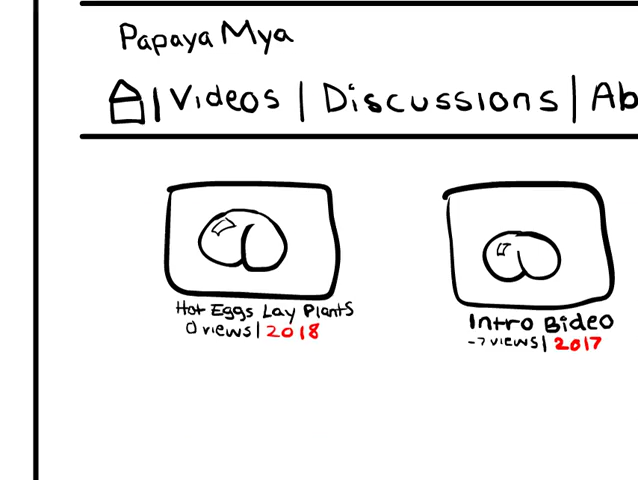 Papaya Mya
|Videos | Discussions | Ab
Hot Eggs Lay Plants
0 views | 2018
Intro Bideo
-7 views | 2017